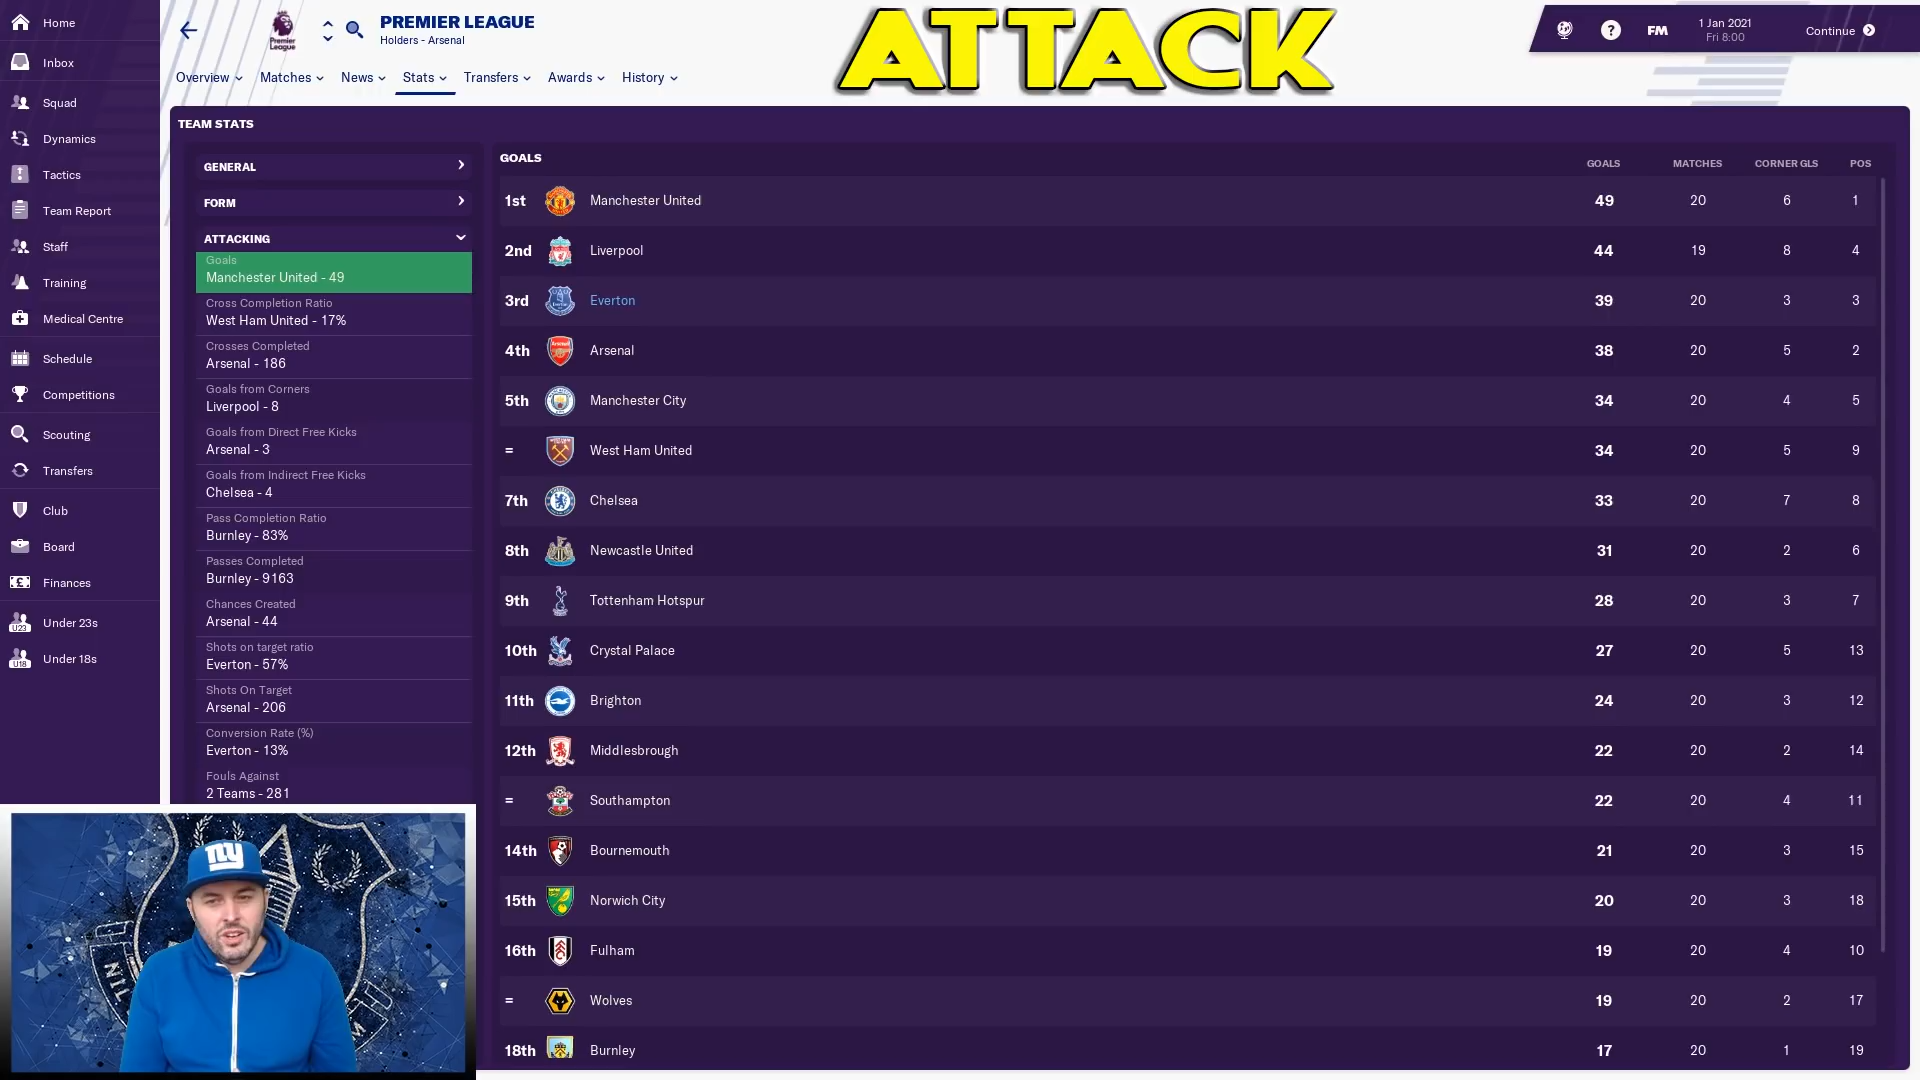 Home
Inbox
Squad
Dynamics
Tactics
Team Report
Staff
Training
Medical Centre
Schedule
Competitions
Scouting
Transfers
Club
Board
Finances
U23 Under 23s
U18 Under 18s
Premier League
PREMIER LEAGUE
Holders - Arsenal
ATTACK
? FM 1 Jan 2021 Continue
Fri 8:00
Overview Matches News Stats Transfers Awards History
TEAM STATS
GENERAL
FORM
ATTACKING
Goals
Manchester United - 49
Cross Completion Ratio
West Ham United - 17%
Crosses Completed
Arsenal - 186
Goals from Corners
Liverpool - 8
Goals from Direct Free Kicks
Arsenal - 3
Goals from Indirect Free Kicks
Chelsea - 4
Pass Completion Ratio
Burnley - 83%
Passes Completed
Burnley - 9163
Chances Created
Arsenal - 44
Shots on target ratio
Everton - 57%
Shots On Target
Arsenal - 206
Conversion Rate (%)
Everton - 13%
Fouls Against
2 Teams - 281
GOALS GOALS MATCHES CORNER GLS POS
1st Manchester United 49 20 6 1
2nd Liverpool 44 19 8 4
3rd Everton 39 20 3 3
4th Arsenal 38 20 5 2
5th Manchester City 34 20 4 5
= West Ham United 34 20 5 9
7th Chelsea 33 20 7 8
8th Newcastle United 31 20 2 6
9th Tottenham Hotspur 28 20 3 7
10th Crystal Palace 27 20 5 13
11th Brighton 24 20 3 12
12th Middlesbrough 22 20 2 14
= Southampton 22 20 4 11
14th Bournemouth 21 20 3 15
15th Norwich City 20 20 3 18
16th Fulham 19 20 4 10
= Wolves 19 20 2 17
18th Burnley 17 20 1 19
ny
NIL